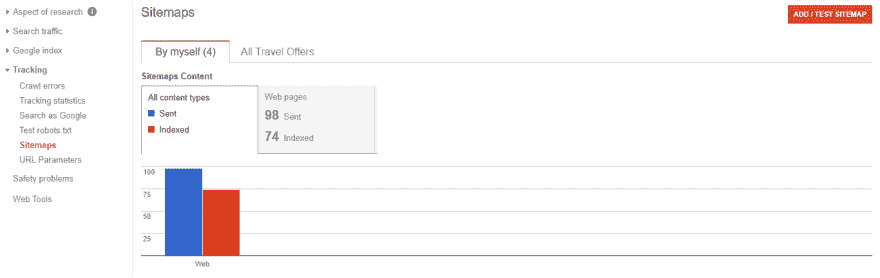 Aspect of research
Search traffic
Google index
Tracking
Crawl errors
Tracking statistics
Search as Google
Test robots.txt
Sitemaps
URL Parameters
Safety problems
Web Tools
Sitemaps
ADD / TEST SITEMAP
By myself (4) All Travel Offers
Sitemaps Content
All content types
Sent
Indexed
Web pages
98 Sent
74 Indexed
100
75
50
25
Web